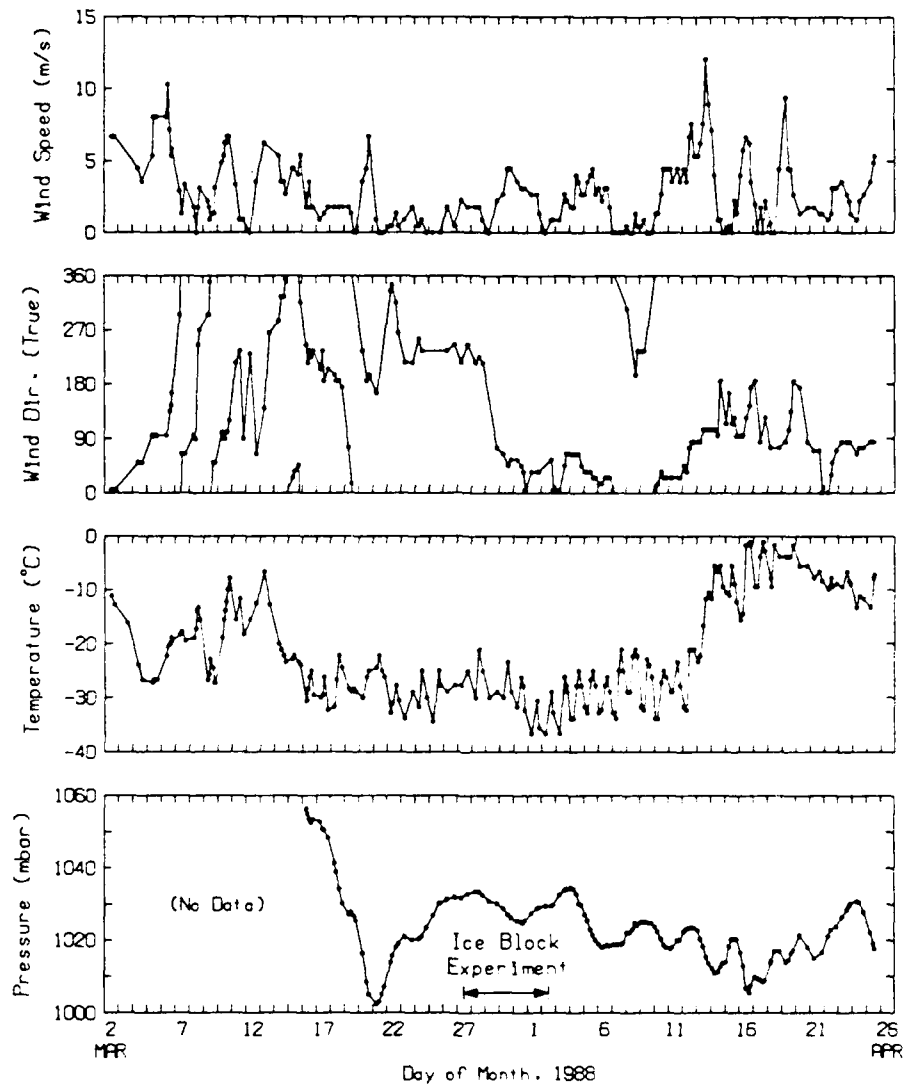 15
10
5
0
Wind Speed (m/s)
360
270
180
90
0
Wind Dir. (True)
0
-10
-20
-30
-40
Temperature (°C)
1060
1040
1020
1000
Pressure (mbar)
(No Data)
Ice Block
Experiment
2 7 12 17 22 27 1 6 11 16 21 26
MAR APR
Day of Month, 1988